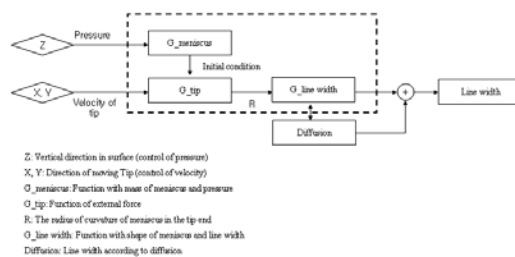 Pressure
Z
G_meniscus
Initial condition
X, Y
G_tip
G_line width
Line width
Velocity of
tip
R
+
Diffusion
Z: Vertical direction in surface (control of pressure)
X, Y: Direction of moving Tip (control of velocity)
G_meniscus: Function with mass of meniscus and pressure
G_tip: Function of external force
R: The radius of curvature of meniscus in the tip end
G_line width: Function with shape of meniscus and line width
Diffusion: Line width according to diffusion